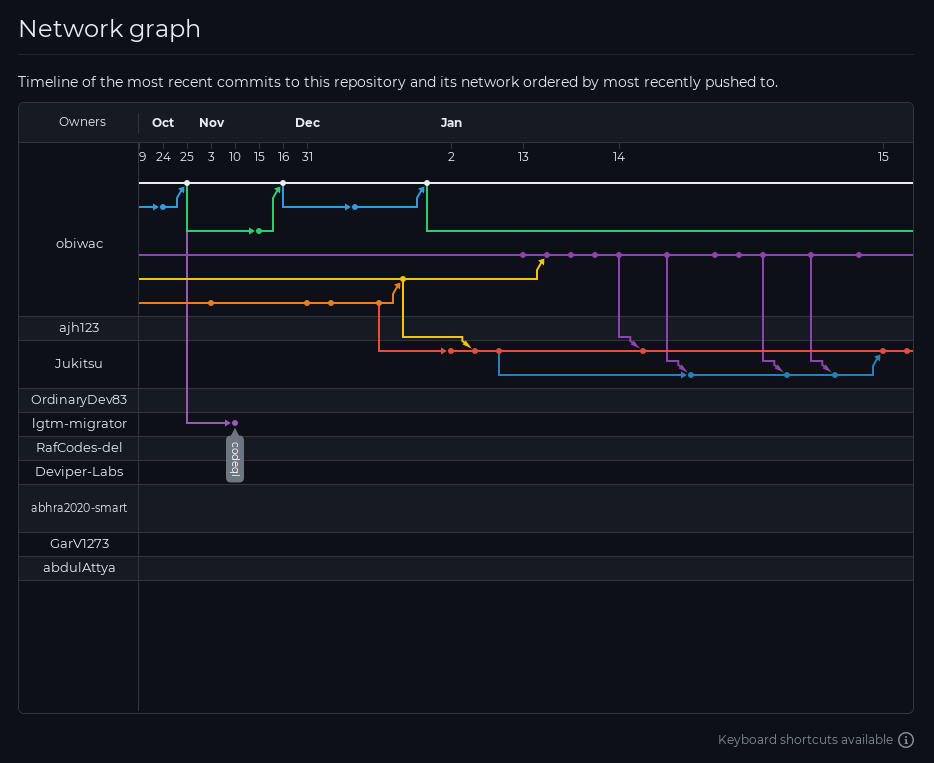 Network graph
Timeline of the most recent commits to this repository and its network ordered by most recently pushed to.
Owners Oct Nov Dec Jan
9 24 25 3 10 15 16 31 2 13 14 15
obiwac
ajh123
Jukitsu
OrdinaryDev83
lgtm-migrator
codeql
RafCodes-del
Deviper-Labs
abhra2020-smart
GarV1273
abdulAttya
Keyboard shortcuts available